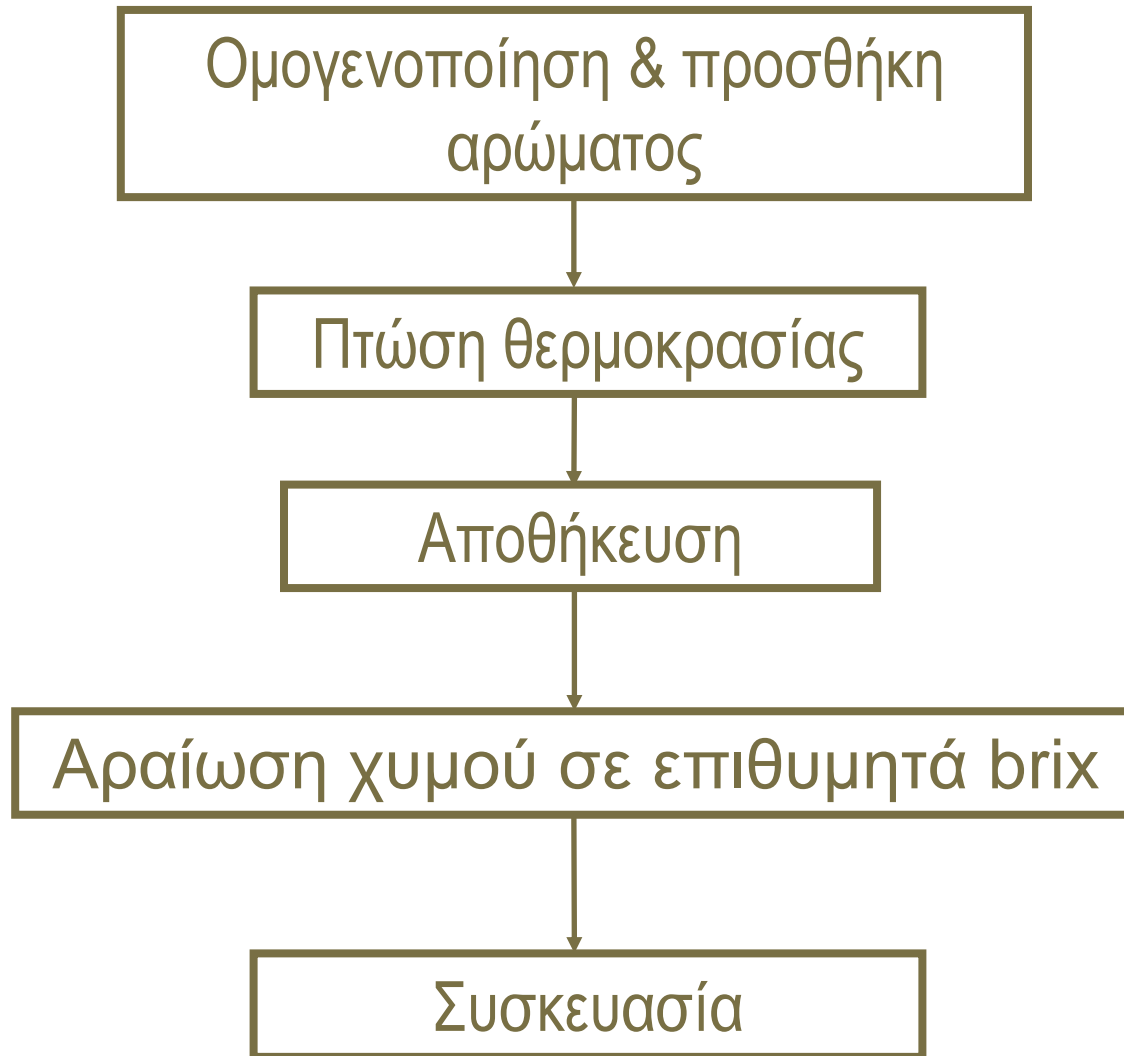 Ομογενοποίηση & προσθήκη
αρώματος
Πτώση θερμοκρασίας
Αποθήκευση
Αραίωση χυμού σε επιθυμητά brix
Συσκευασία